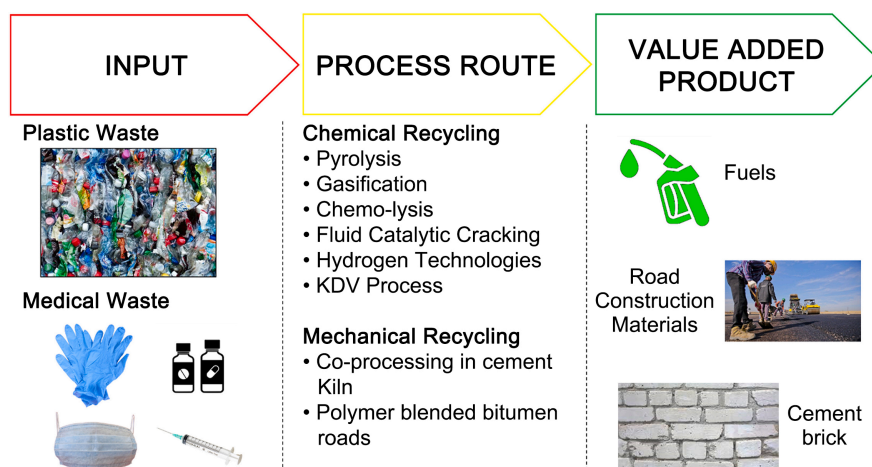 INPUT
PROCESS ROUTE
VALUE ADDED
PRODUCT
Plastic Waste
Medical Waste
Chemical Recycling
• Pyrolysis
• Gasification
• Chemo-lysis
• Fluid Catalytic Cracking
• Hydrogen Technologies
• KDV Process
Mechanical Recycling
• Co-processing in cement
Kiln
• Polymer blended bitumen
roads
Fuels
Road
Construction
Materials
Cement
brick